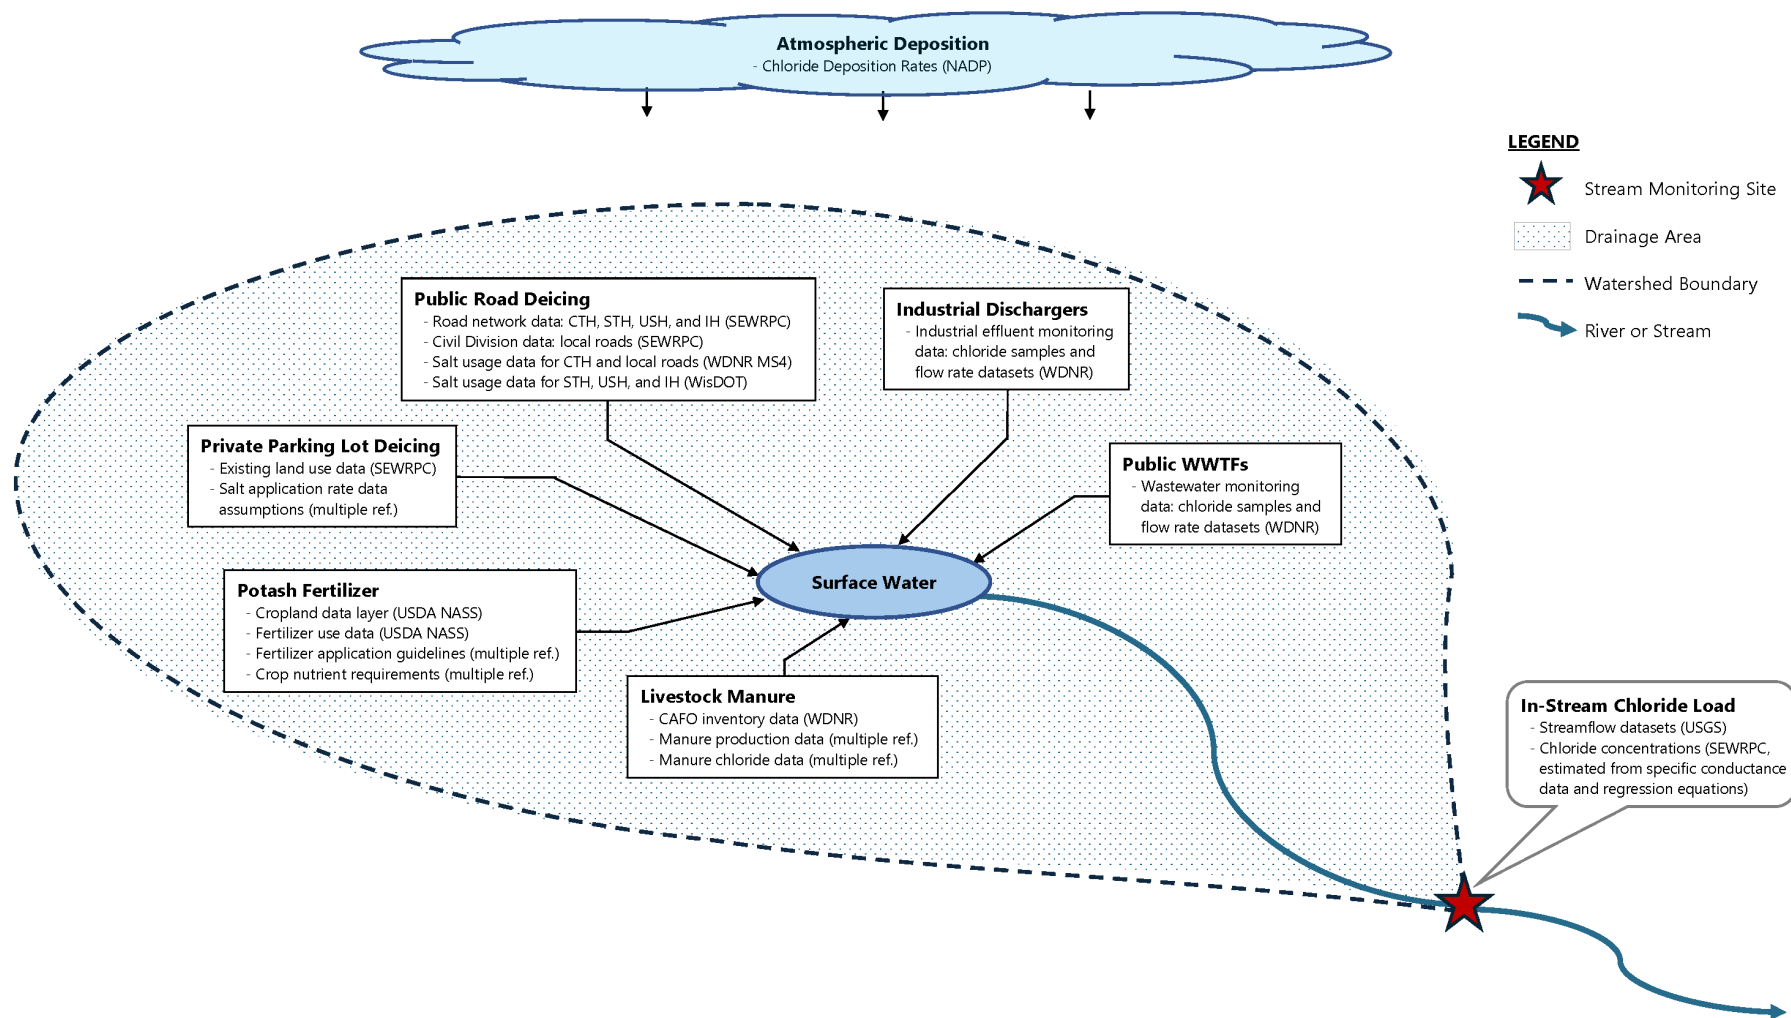 Atmospheric Deposition
- Chloride Deposition Rates (NADP)
LEGEND
Stream Monitoring Site
Drainage Area
Watershed Boundary
River or Stream
Public Road Deicing
- Road network data: CTH, STH, USH, and IH (SEWRPC)
- Civil Division data: local roads (SEWRPC)
- Salt usage data for CTH and local roads (WDNR MS4)
- Salt usage data for STH, USH, and IH (WisDOT)
Industrial Dischargers
- Industrial effluent monitoring
data: chloride samples and
flow rate datasets (WDNR)
Private Parking Lot Deicing
- Existing land use data (SEWRPC)
- Salt application rate data
assumptions (multiple ref.)
Public WWTFs
- Wastewater monitoring
data: chloride samples and
flow rate datasets (WDNR)
Surface Water
Potash Fertilizer
- Cropland data layer (USDA NASS)
- Fertilizer use data (USDA NASS)
- Fertilizer application guidelines (multiple ref.)
- Crop nutrient requirements (multiple ref.)
Livestock Manure
- CAFO inventory data (WDNR)
- Manure production data (multiple ref.)
- Manure chloride data (multiple ref.)
In-Stream Chloride Load
- Streamflow datasets (USGS)
- Chloride concentrations (SEWRPC,
estimated from specific conductance
data and regression equations)